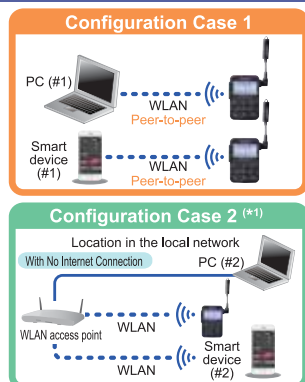 Configuration Case 1
PC (#1)
WLAN
Peer-to-peer
Smart
device
(#1)
WLAN
Peer-to-peer
Configuration Case 2 (*1)
Location in the local network
With No Internet Connection
PC (#2)
WLAN access point
WLAN
Smart
device
(#2)
WLAN